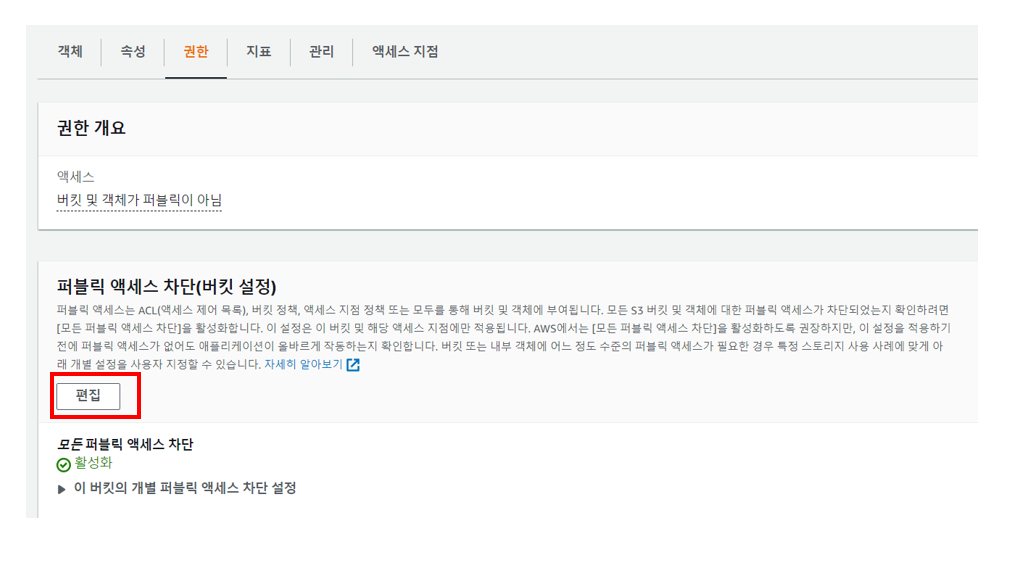 객체 속성 권한 지표 관리 액세스 지점
권한 개요
액세스
버킷 및 객체가 퍼블릭이 아님
퍼블릭 액세스 차단(버킷 설정)
퍼블릭 액세스는 ACL(액세스 제어 목록), 버킷 정책, 액세스 지점 정책 또는 모두를 통해 버킷 및 객체에 부여됩니다. 모든 S3 버킷 및 객체에 대한 퍼블릭 액세스가 차단되었는지 확인하려면
[모든 퍼블릭 액세스 차단]을 활성화합니다. 이 설정은 이 버킷 및 해당 액세스 지점에만 적용됩니다. AWS에서는 [모든 퍼블릭 액세스 차단]을 활성화하도록 권장하지만, 이 설정을 적용하기
전에 퍼블릭 액세스가 없어도 애플리케이션이 올바르게 작동하는지 확인합니다. 버킷 또는 내부 객체에 어느 정도 수준의 퍼블릭 액세스가 필요한 경우 특정 스토리지 사용 사례에 맞게 아
래 개별 설정을 사용자 지정할 수 있습니다. 자세히 알아보기
편집
모든 퍼블릭 액세스 차단
활성화
이 버킷의 개별 퍼블릭 액세스 차단 설정